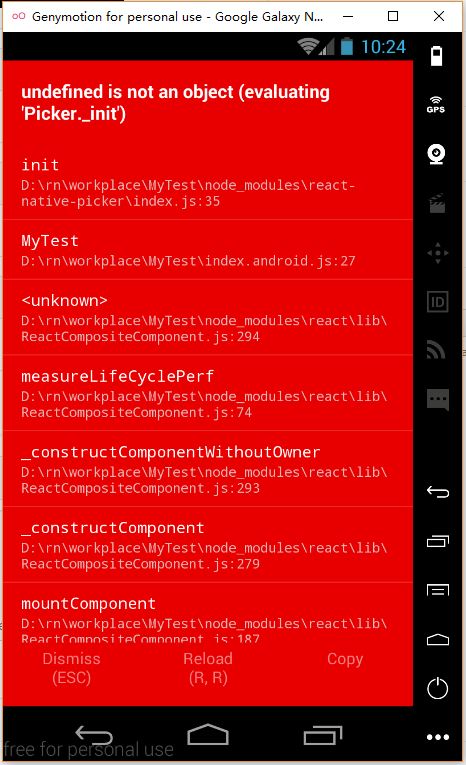 Genymotion for personal use - Google Galaxy N...
10:24
undefined is not an object (evaluating
'Picker._init')
init
D:\rn\workplace\MyTest\node_modules\react-
native-picker\index.js:35
MyTest
D:\rn\workplace\MyTest\index.android.js:27
<unknown>
D:\rn\workplace\MyTest\node_modules\react\lib\
ReactCompositeComponent.js:294
measureLifeCyclePerf
D:\rn\workplace\MyTest\node_modules\react\lib\
ReactCompositeComponent.js:74
_constructComponentWithoutOwner
D:\rn\workplace\MyTest\node_modules\react\lib\
ReactCompositeComponent.js:293
_constructComponent
D:\rn\workplace\MyTest\node_modules\react\lib\
ReactCompositeComponent.js:279
mountComponent
D:\rn\workplace\MyTest\node_modules\react\lib\
ReactCompositeComponent.js:187
Dismiss
(ESC)
Reload
(R, R)
Copy
free for personal use
GPS
ID